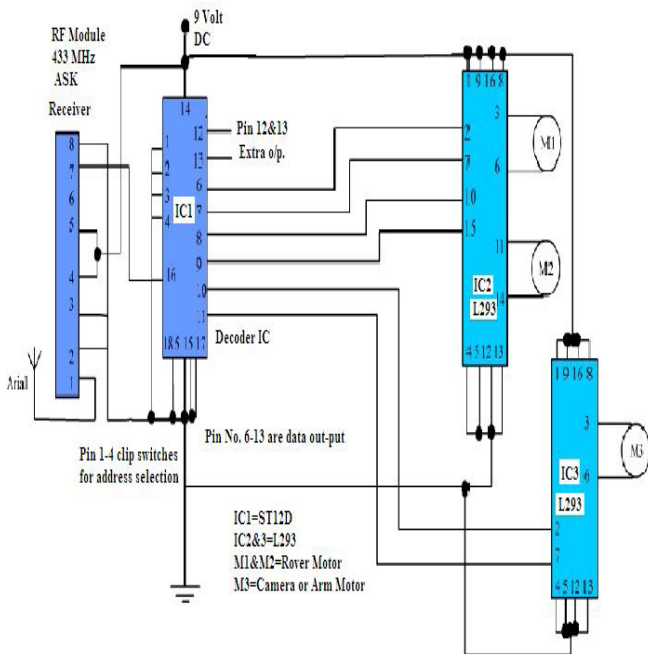 9 Volt
DC
RF Module
433 MHz
ASK
Receiver
8
7
5
4
3
2
1
Arial
14
1
2
3
4
16
12
13
6
7
8
9
10
11
IC1
18 5 15 17
Pin 12&13
Extra o/p.
Decoder IC
Pin No. 6-13 are data out-put
Pin 1-4 clip switches
for address selection
1 9 16 8
2
7
10
15
3
6
11
14
IC2
L293
4 5 12 13
M1
M2
1 9 16 8
3
6
IC3
L293
2
7
4 5 12 13
M3
IC1=ST12D
IC2&3=L293
M1&M2=Rover Motor
M3=Camera or Arm Motor